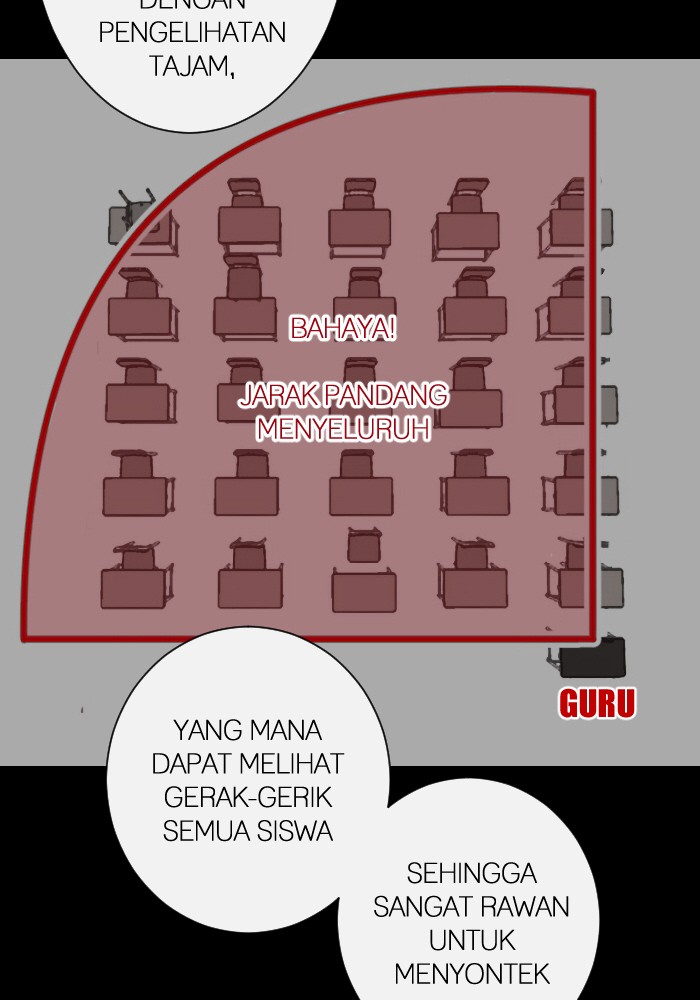 DENGAN
PENGELIHATAN
TAJAM,
BAHAYA!
JARAK PANDANG
MENYELURUH
GURU
YANG MANA
DAPAT MELIHAT
GERAK-GERIK
SEMUA SISWA
SEHINGGA
SANGAT RAWAN
UNTUK
MENYONTEK